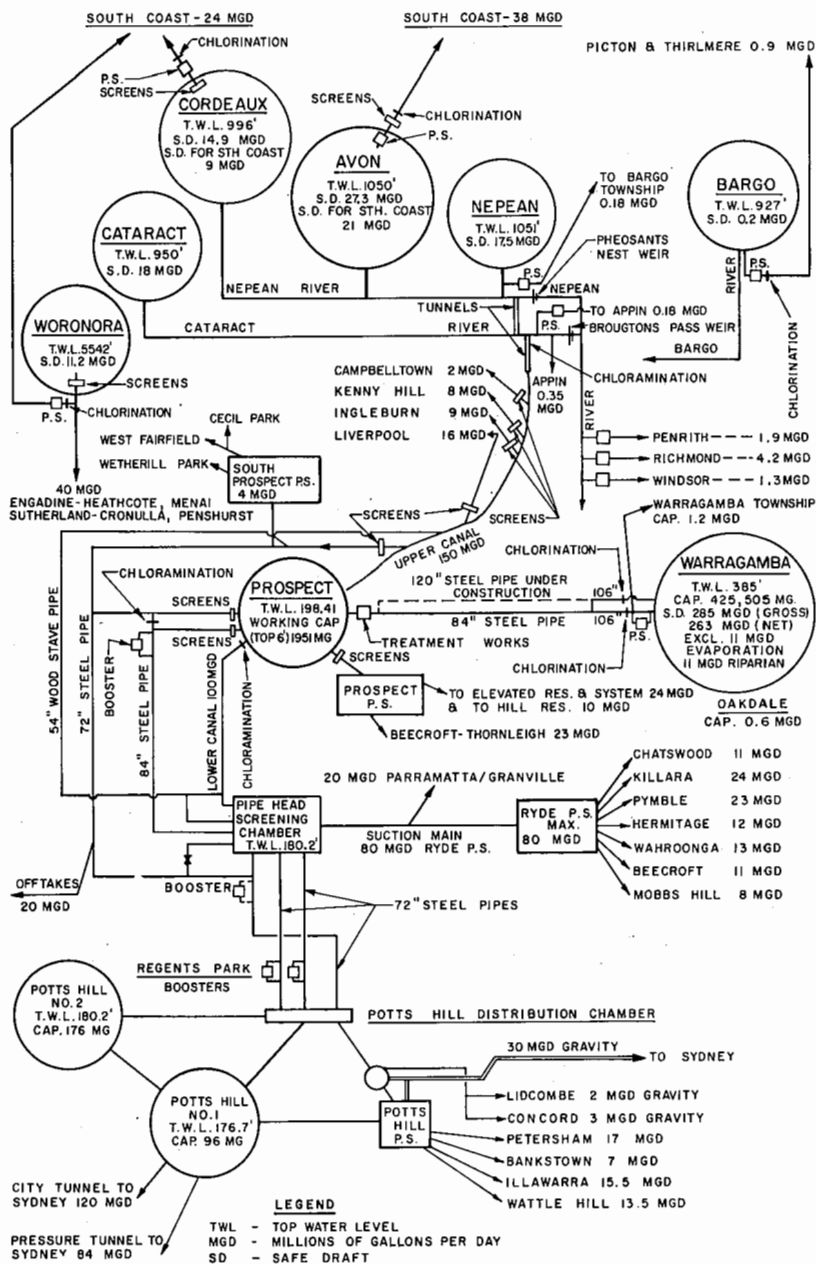 SOUTH COAST-24 MGD
SOUTH COAST-38 MGD
PICTON & THIRLMERE 0.9 MGD
CHLORINATION
P.S.
SCREENS
CORDEAUX
T.W.L. 996'
S.D. 14.9 MGD
S.D. FOR STH COAST
9 MGD
SCREENS
CHLORINATION
P.S.
AVON
T.W.L. 1050'
S.D. 27.3 MGD
S.D. FOR STH. COAST
21 MGD
NEPEAN
T.W.L. 1051'
S.D. 17.5 MGD
TO BARGO
TOWNSHIP
0.18 MGD
BARGO
T.W.L. 927'
S.D. 0.2 MGD
CATARACT
T.W.L. 950'
S.D. 18 MGD
PHEOSANTS
NEST WEIR
P.S.
NEPEAN
RIVER
P.S.
CHLORINATION
NEPEAN RIVER
TUNNELS
TO APPIN 0.18 MGD
P.S.
BROUGTONS PASS WEIR
CATARACT RIVER
BARGO
WORONORA
T.W.L. 5542'
S.D. 11.2 MGD
SCREENS
P.S.
CHLORINATION
CAMPBELLTOWN 2 MGD
KENNY HILL 8 MGD
INGLEBURN 9 MGD
LIVERPOOL 16 MGD
APPIN
0.35
MGD
CHLORAMINATION
RIVER
CECIL PARK
WEST FAIRFIELD
WETHERILL PARK
SOUTH
PROSPECT P.S.
4 MGD
PENRITH --- 1.9 MGD
RICHMOND --- 4.2 MGD
WINDSOR --- 1.3 MGD
40 MGD
ENGADINE-HEATHCOTE, MENAI
SUTHERLAND-CRONULLA, PENSHURST
SCREENS
SCREENS
UPPER CANAL
150 MGD
WARRAGAMBA TOWNSHIP
CAP. 1.2 MGD
CHLORINATION
CHLORAMINATION
SCREENS
PROSPECT
T.W.L. 198.41
WORKING CAP
(TOP 6') 1951 MG
120" STEEL PIPE UNDER
CONSTRUCTION
106"
84" STEEL PIPE
106"
P.S.
WARRAGAMBA
T.W.L. 385'
CAP. 425,505 MG.
S.D. 285 MGD (GROSS)
263 MGD (NET)
EXCL. 11 MGD
EVAPORATION
11 MGD RIPARIAN
SCREENS
TREATMENT
WORKS
CHLORINATION
SCREENS
OAKDALE
CAP. 0.6 MGD
54" WOOD STAVE PIPE
72" STEEL PIPE
BOOSTER
84" STEEL PIPE
LOWER CANAL 100MGD
CHLORAMINATION
PROSPECT
P.S.
TO ELEVATED RES. & SYSTEM 24 MGD
& TO HILL RES. 10 MGD
BEECROFT-THORNLEIGH 23 MGD
PIPE HEAD
SCREENING
CHAMBER
T.W.L. 180.2'
20 MGD PARRAMATTA/GRANVILLE
SUCTION MAIN
80 MGD RYDE P.S.
RYDE P.S.
MAX.
80 MGD
CHATSWOOD 11 MGD
KILLARA 24 MGD
PYMBLE 23 MGD
HERMITAGE 12 MGD
WAHROONGA 13 MGD
BEECROFT 11 MGD
MOBBS HILL 8 MGD
OFFTAKES
20 MGD
BOOSTER
72" STEEL PIPES
REGENTS PARK
BOOSTERS
POTTS HILL
NO. 2
T.W.L. 180.2'
CAP. 176 MG
POTTS HILL DISTRIBUTION CHAMBER
30 MGD GRAVITY
TO SYDNEY
POTTS HILL
NO. 1
T.W.L. 176.7'
CAP. 96 MG
POTTS
HILL
P.S.
LIDCOMBE 2 MGD GRAVITY
CONCORD 3 MGD GRAVITY
PETERSHAM 17 MGD
BANKSTOWN 7 MGD
ILLAWARRA 15.5 MGD
WATTLE HILL 13.5 MGD
CITY TUNNEL TO
SYDNEY 120 MGD
PRESSURE TUNNEL TO
SYDNEY 84 MGD
LEGEND
TWL - TOP WATER LEVEL
MGD - MILLIONS OF GALLONS PER DAY
SD - SAFE DRAFT